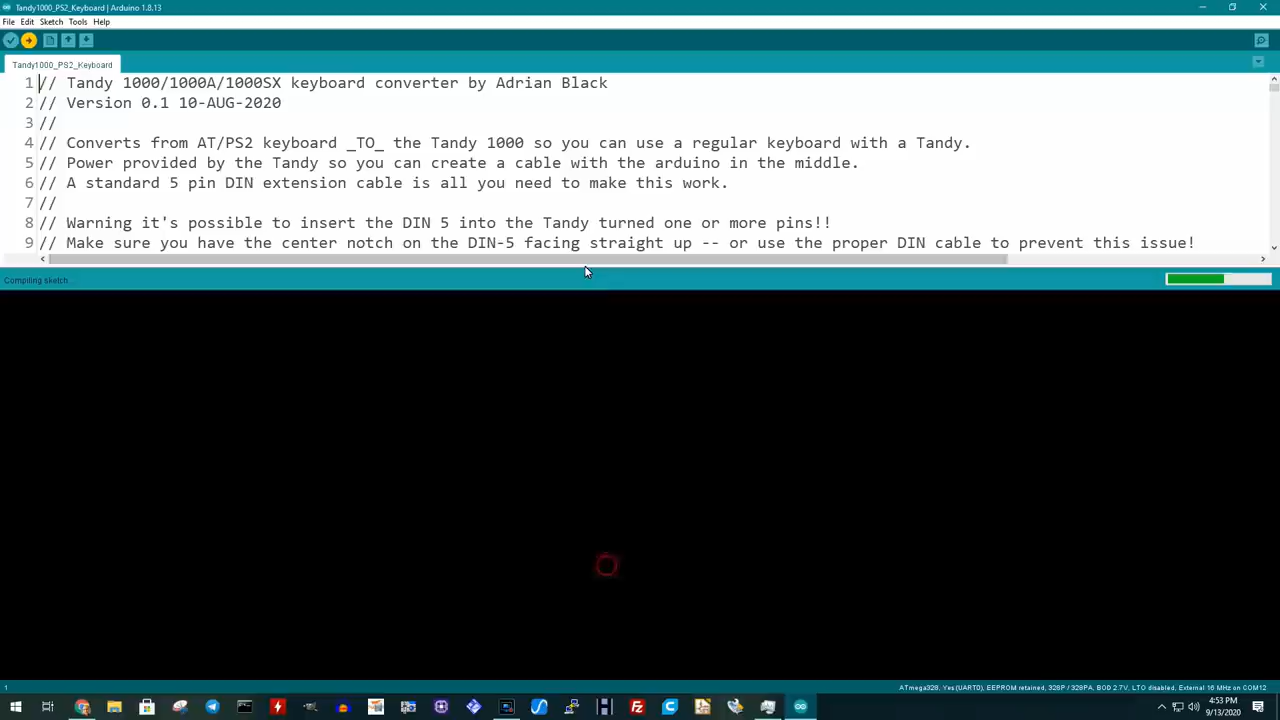 Tandy1000_PS2_Keyboard | Arduino 1.8.13
File Edit Sketch Tools Help
Tandy1000_PS2_Keyboard
1 // Tandy 1000/1000A/1000SX keyboard converter by Adrian Black
2 // Version 0.1 10-AUG-2020
3 //
4 // Converts from AT/PS2 keyboard _TO_ the Tandy 1000 so you can use a regular keyboard with a Tandy.
5 // Power provided by the Tandy so you can create a cable with the arduino in the middle.
6 // A standard 5 pin DIN extension cable is all you need to make this work.
7 //
8 // Warning it's possible to insert the DIN 5 into the Tandy turned one or more pins!!
9 // Make sure you have the center notch on the DIN-5 facing straight up -- or use the proper DIN cable to prevent this issue!
Compiling sketch...
1 ATmega328, Yes (UART0), EEPROM retained, 328P / 328PA, BOD 2.7V, LTO disabled, External 16 MHz on COM12
4:53 PM
9/13/2020